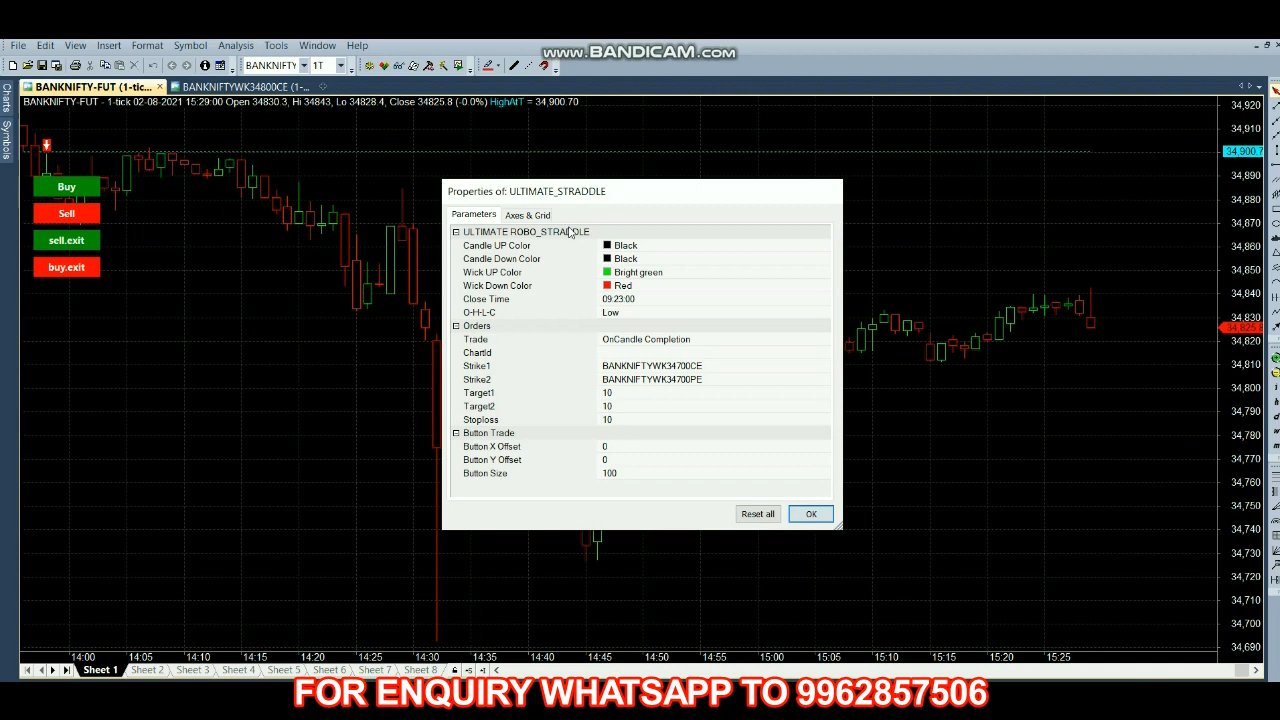 www.BANDICAM.com
File Edit View Insert Format Symbol Analysis Tools Window Help
BANKNIFTY 1T
BANKNIFTY-FUT (1-tic... BANKNIFTYWK34800CE (1-...
BANKNIFTY-FUT - 1-tick 02-08-2021 15:29:00 Open 34830.3, Hi 34843, Lo 34828.4, Close 34825.8 (-0.0%) HighAtT = 34,900.70
Charts
Symbols
Buy
Sell
sell.exit
buy.exit
Properties of: ULTIMATE_STRADDLE
Parameters Axes & Grid
ULTIMATE ROBO_STRADDLE
Candle UP Color Black
Candle Down Color Black
Wick UP Color Bright green
Wick Down Color Red
Close Time 09:23:00
O-H-L-C Low
Orders
Trade OnCandle Completion
ChartId
Strike1 BANKNIFTYWK34700CE
Strike2 BANKNIFTYWK34700PE
Target1 10
Target2 10
Stoploss 10
Button Trade
Button X Offset 0
Button Y Offset 0
Button Size 100
Reset all OK
34,920
34,910
34,900.7
34,890
34,880
34,870
34,860
34,850
34,840
34,830
34,825.8
34,820
34,810
34,800
34,790
34,780
34,770
34,760
34,750
34,740
34,730
34,720
34,710
34,700
34,690
14:00 14:05 14:10 14:15 14:20 14:25 14:30 14:35 14:40 14:45 14:50 14:55 15:00 15:05 15:10 15:15 15:20 15:25
Sheet 1 Sheet 2 Sheet 3 Sheet 4 Sheet 5 Sheet 6 Sheet 7 Sheet 8
FOR ENQUIRY WHATSAPP TO 9962857506